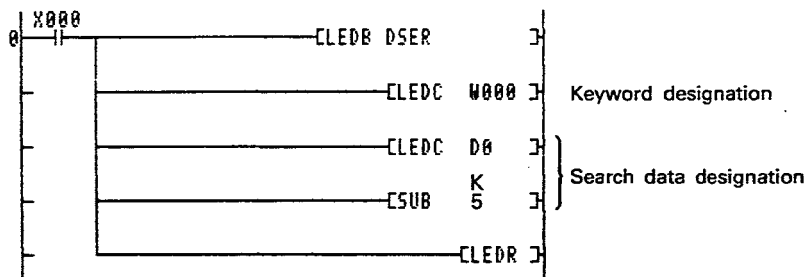 X000
0 [LEDB DSER ]
[LEDC W000 ] Keyword designation
[LEDC D0 ]
Search data designation
K
[SUB 5 ]
[LEDR ]